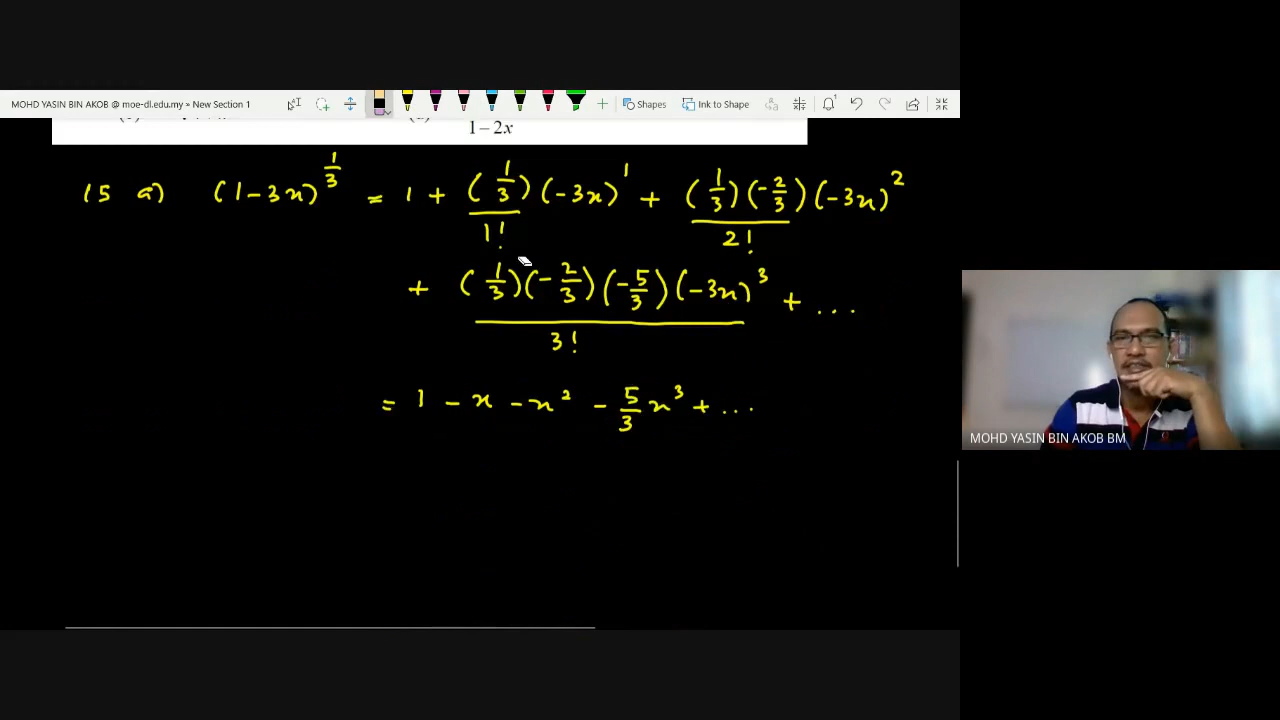 MOHD YASIN BIN AKOB @ moe-dl.edu.my » New Section 1
Shapes
Ink to Shape
1 – 2x
15 a) (1-3x)^(1/3) = 1 + (1/3)/1! (-3x)^1 + (1/3)(-2/3)/2! (-3x)^2
+ (1/3)(-2/3)(-5/3)(-3x)^3/3! + ...
= 1 - x - x^2 - 5/3 x^3 + ...
MOHD YASIN BIN AKOB BM